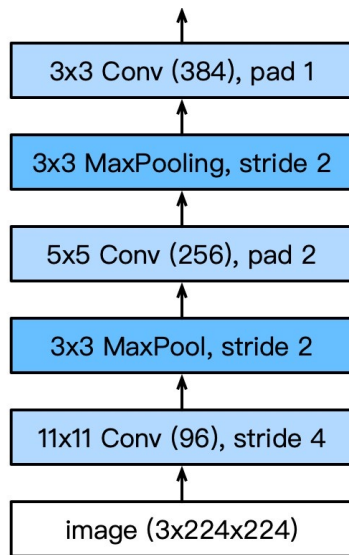 3x3 Conv (384), pad 1
3x3 MaxPooling, stride 2
5x5 Conv (256), pad 2
3x3 MaxPool, stride 2
11x11 Conv (96), stride 4
image (3x224x224)